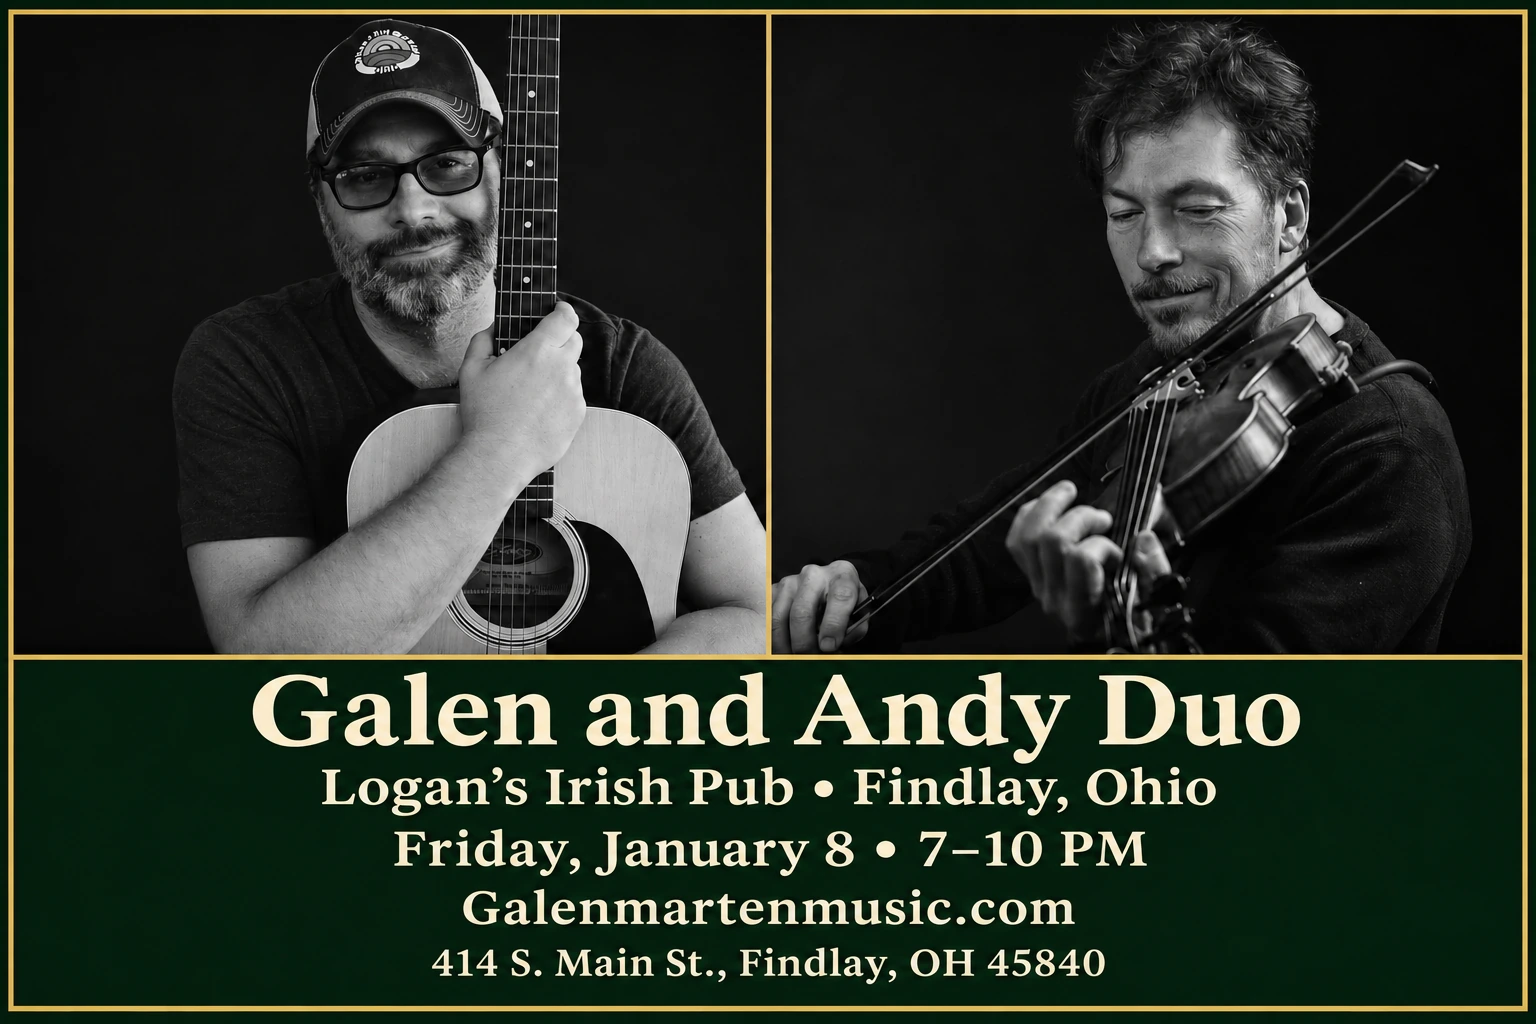 Galen and Andy Duo
Logan’s Irish Pub • Findlay, Ohio
Friday, January 8 • 7–10 PM
Galenmartenmusic.com
414 S. Main St., Findlay, OH 45840